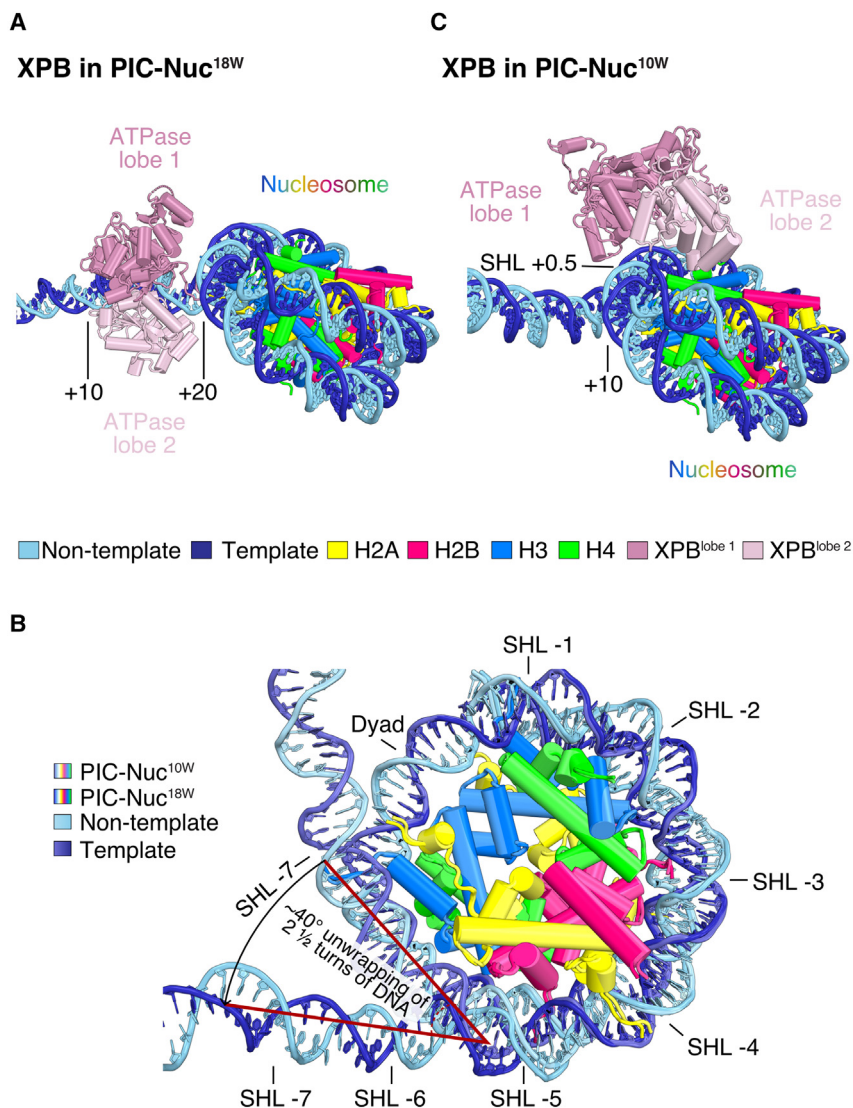 A
XPB in PIC-Nuc18W
ATPase
lobe 1
Nucleosome
+10
+20
ATPase
lobe 2
C
XPB in PIC-Nuc10W
ATPase
lobe 1
ATPase
lobe 2
SHL +0.5
+10
Nucleosome
Non-template Template H2A H2B H3 H4 XPBlobe 1 XPBlobe 2
B
PIC-Nuc10W
PIC-Nuc18W
Non-template
Template
SHL -1
Dyad
SHL -2
SHL -7
SHL -3
~40° unwrapping of
2 ½ turns of DNA
SHL -4
SHL -7
SHL -6
SHL -5